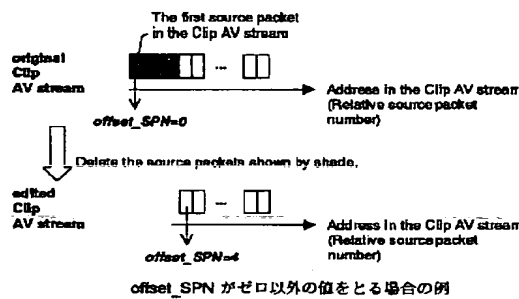 The first source packet
in the Clip AV stream
original
Clip
AV stream
...
offset_SPN=0
Address in the Clip AV stream
(Relative source packet
number)
Delete the source packets shown by shade.
edited
Clip
AV stream
...
offset_SPN=4
Address in the Clip AV stream
(Relative source packet
number)
offset_SPN がゼロ以外の値をとる場合の例